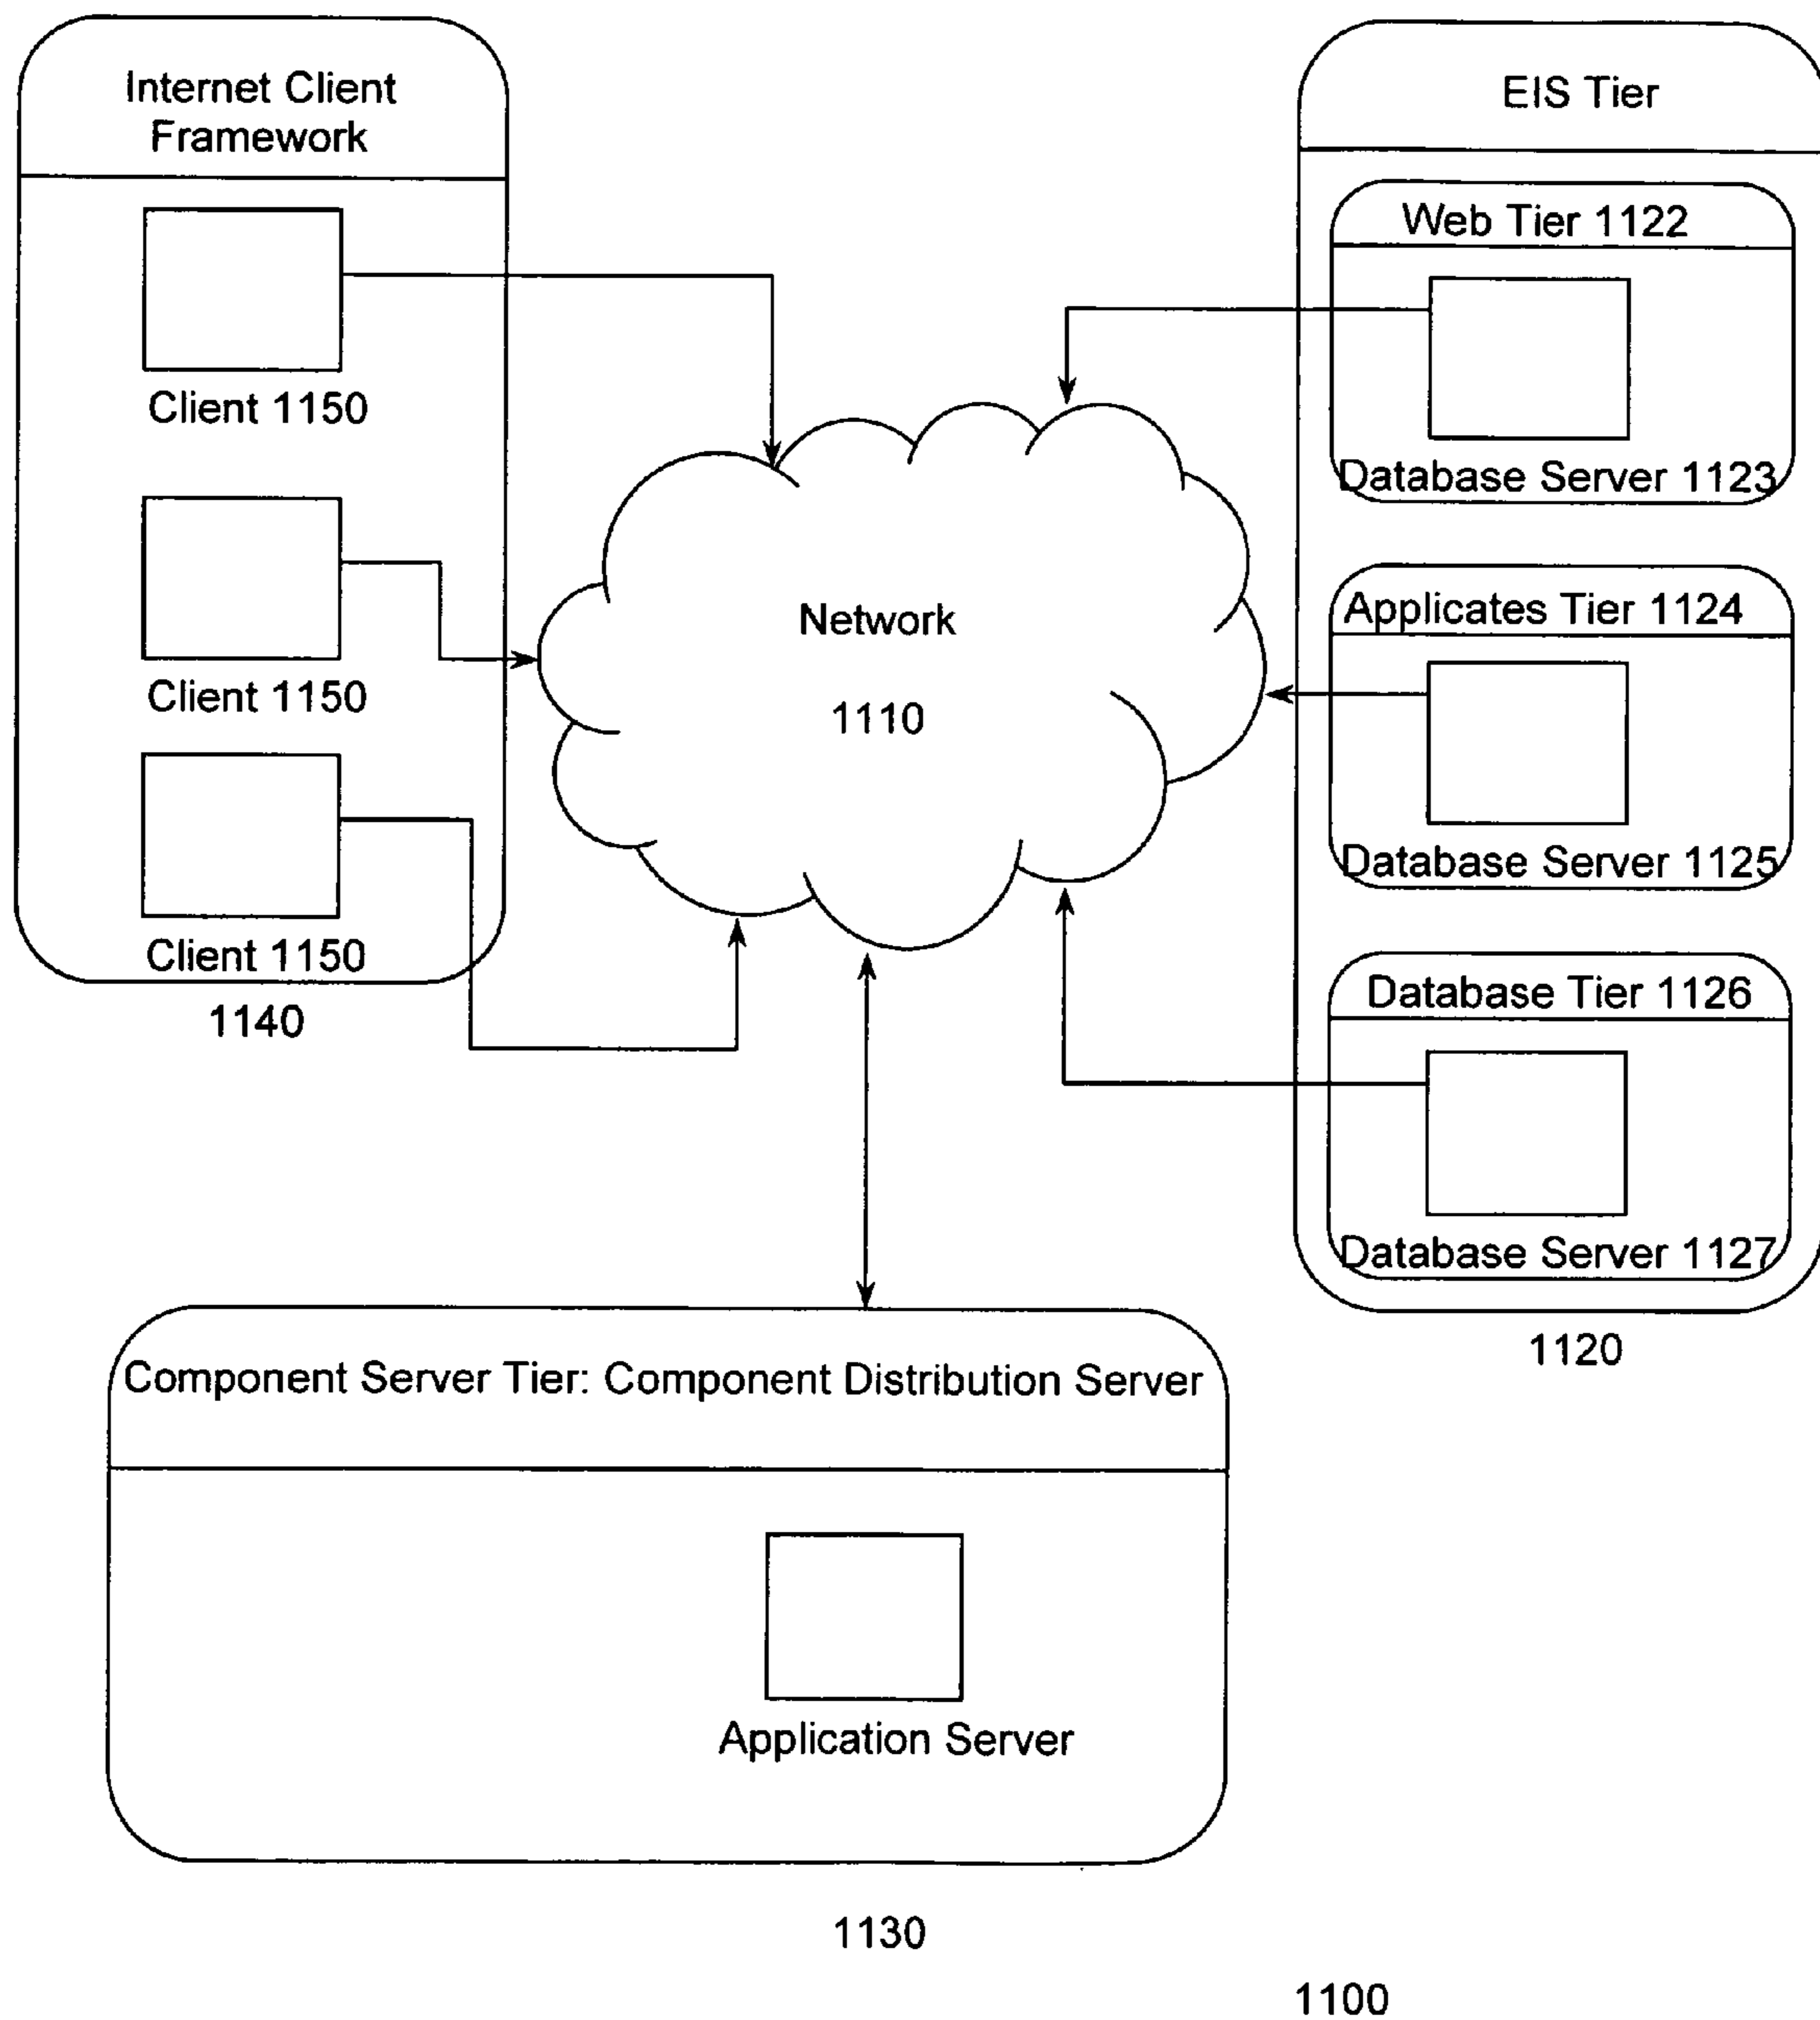 Internet Client
Framework
Client 1150
Client 1150
Client 1150
1140
Network
1110
EIS Tier
Web Tier 1122
Database Server 1123
Applicates Tier 1124
Database Server 1125
Database Tier 1126
Database Server 1127
1120
Component Server Tier: Component Distribution Server
Application Server
1130
1100